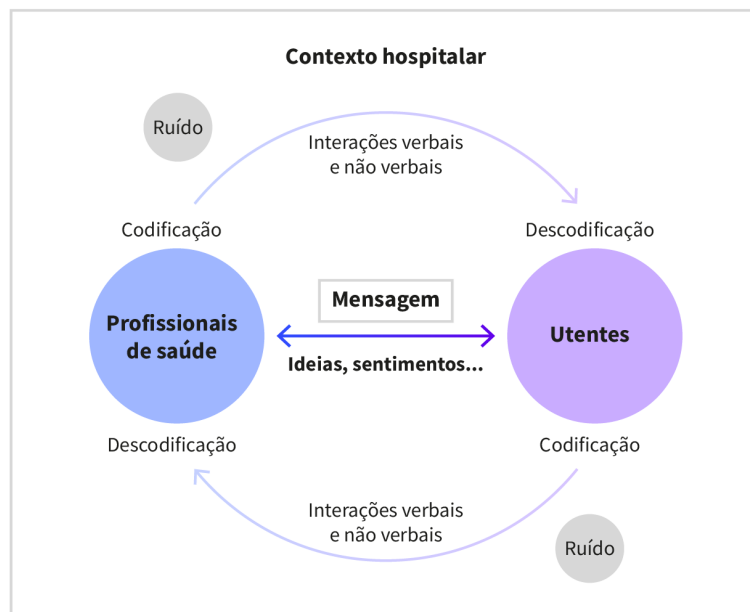 Contexto hospitalar
Ruído
Interações verbais
e não verbais
Codificação
Descodificação
Profissionais
de saúde
Mensagem
Ideias, sentimentos...
Utentes
Descodificação
Codificação
Interações verbais
e não verbais
Ruído